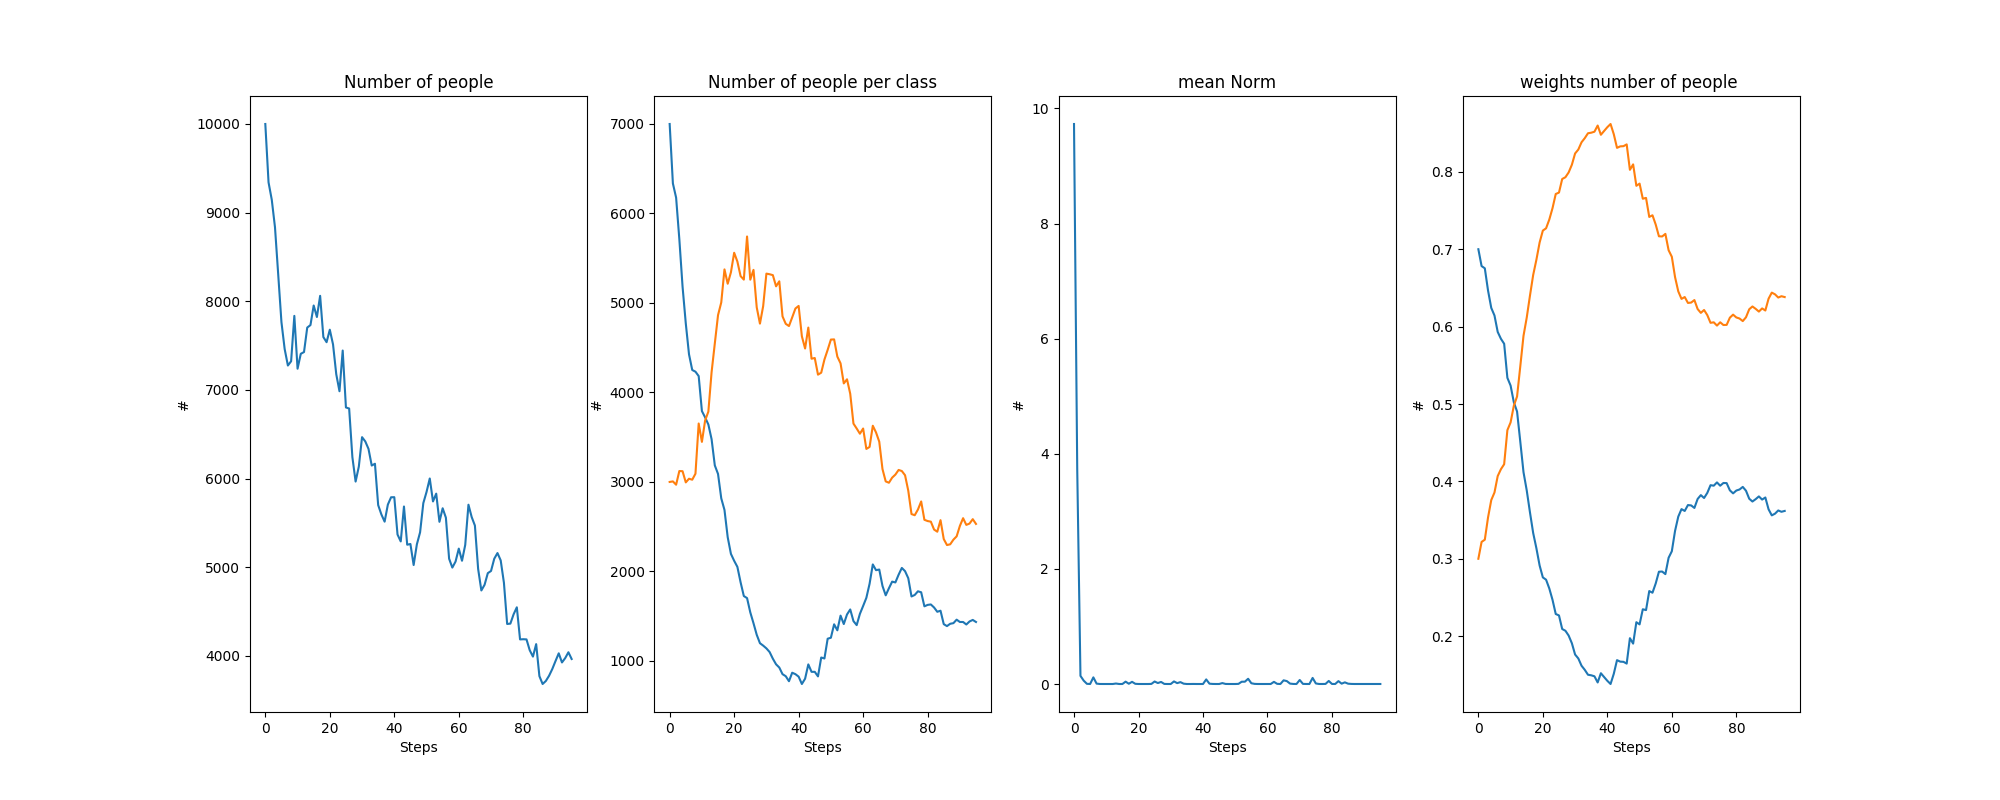 Number of people
10000
9000
8000
7000
6000
5000
4000
#
0 20 40 60 80
Steps
Number of people per class
7000
6000
5000
4000
3000
2000
1000
#
0 20 40 60 80
Steps
mean Norm
10
8
6
4
2
0
#
0 20 40 60 80
Steps
weights number of people
0.8
0.7
0.6
0.5
0.4
0.3
0.2
#
0 20 40 60 80
Steps